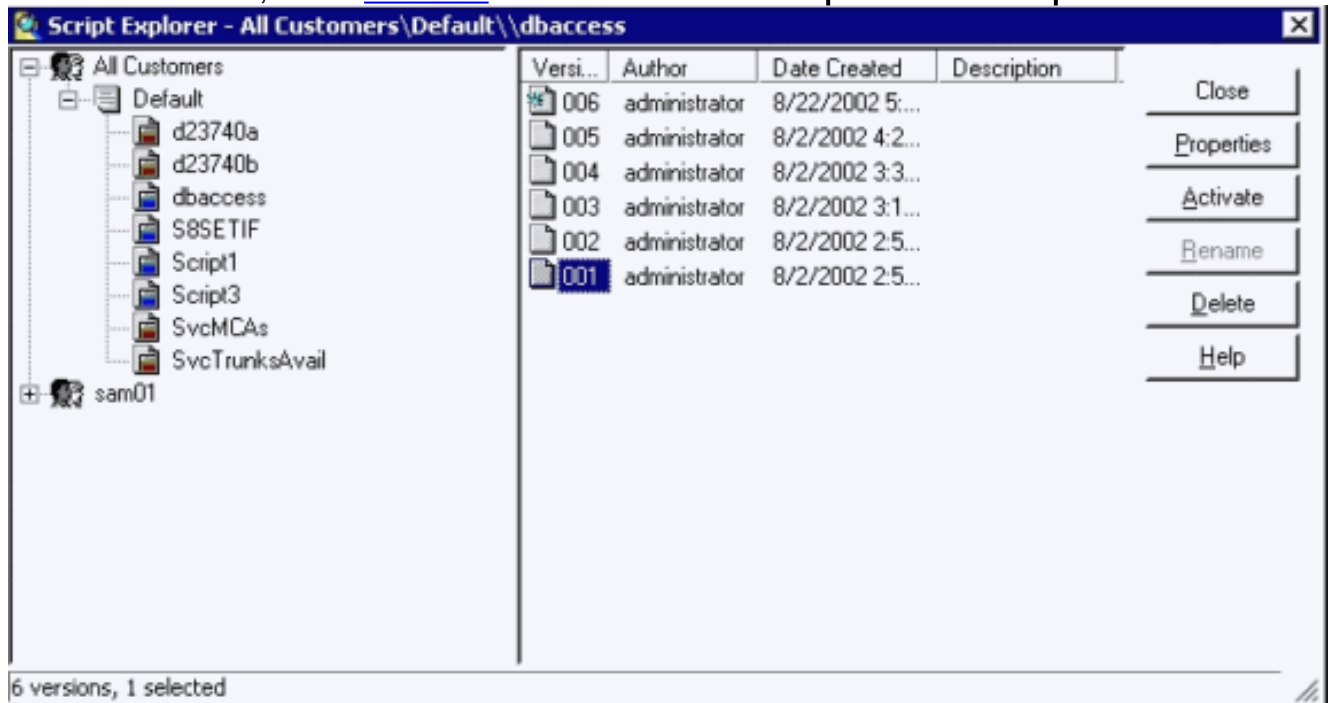 Script Explorer - All Customers\Default\\dbaccess
All Customers
Default
d23740a
d23740b
dbaccess
S8SETIF
Script1
Script3
SvcMCAs
SvcTrunksAvail
sam01
Versi... Author Date Created Description
006 administrator 8/22/2002 5:...
005 administrator 8/2/2002 4:2...
004 administrator 8/2/2002 3:3...
003 administrator 8/2/2002 3:1...
002 administrator 8/2/2002 2:5...
001 administrator 8/2/2002 2:5...
Close
Properties
Activate
Rename
Delete
Help
6 versions, 1 selected